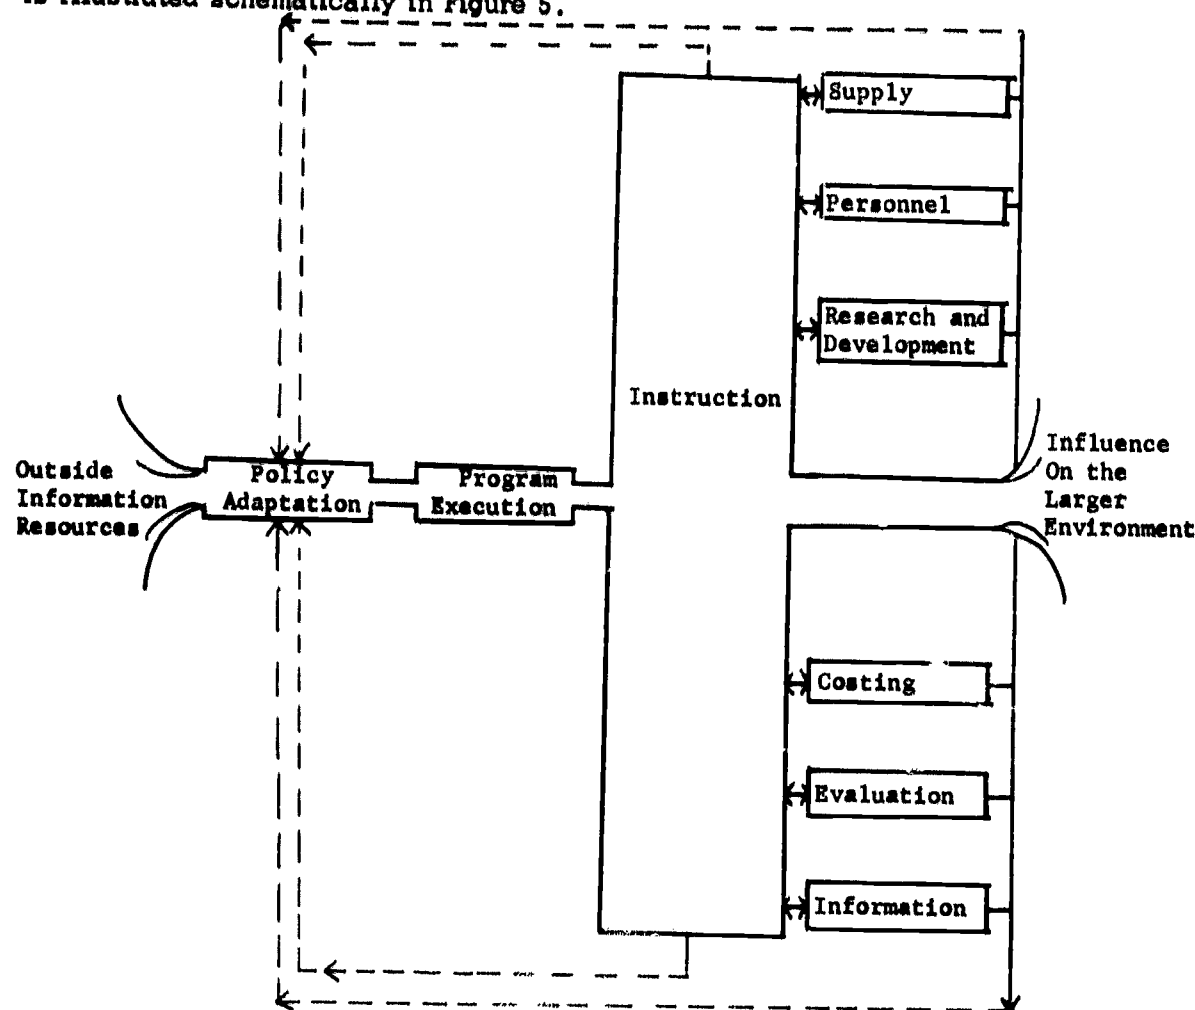 is illustrated schematically in Figure 5.
Supply
Personnel
Research and
Development
Instruction
Outside
Information
Resources
Policy
Adaptation
Program
Execution
Influence
On the
Larger
Environment
Costing
Evaluation
Information